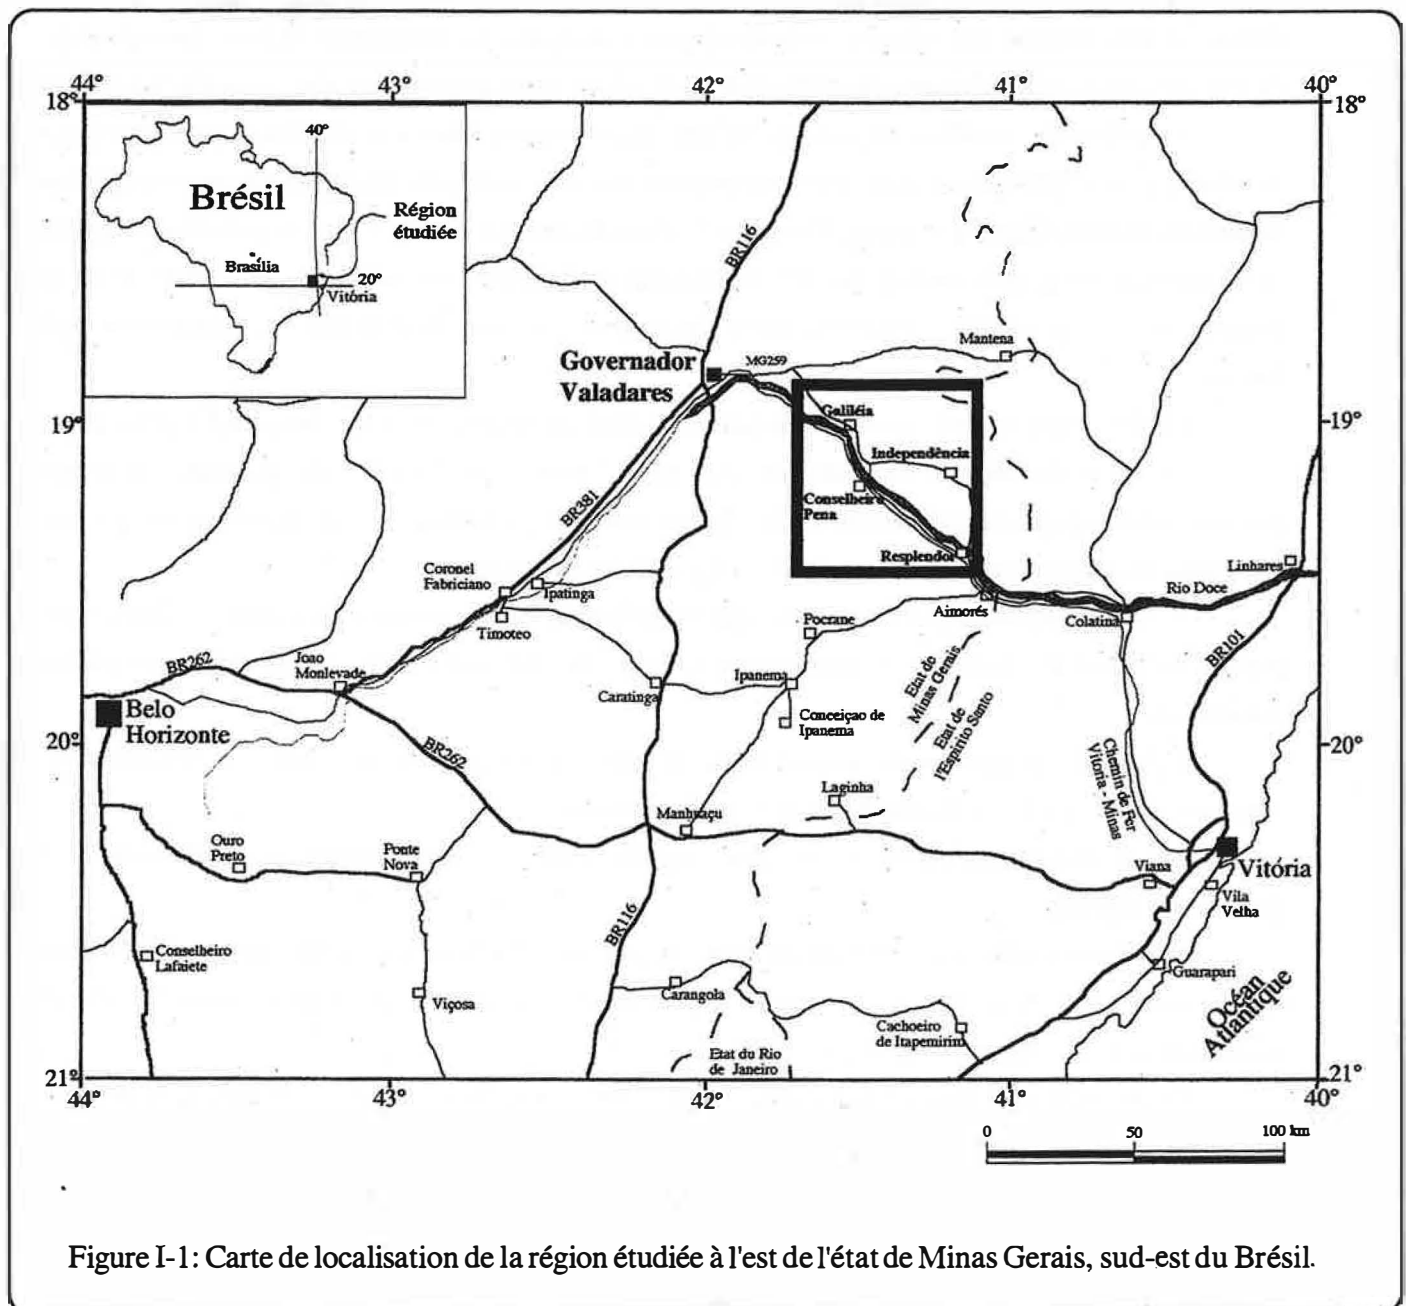 44°
43°
42°
41°
40°
18°
18°
40°
Brésil
Région
étudiée
Brasilia
20°
Vitória
BR116
Mantena
Governador
Valadares
MG259
19°
19°
Galiléia
Independência
Conselheiro
Pena
Resplendor
BR381
Coronel
Fabriciano
Ipatinga
Timoteo
Linhares
Rio Doce
Aimorés
Colatina
Pocrane
BR262
Joao
Monlevade
Caratinga
Ipanema
Conceiçao de
Ipanema
Etat de
Minas Gerais
Etat de
l'Espirito Santo
BR101
Belo
Horizonte
20°
20°
BR262
Chemin de Fer
Vitoria - Minas
Laginha
Manhuaçu
Ouro
Preto
Ponte
Nova
Viana
Vitória
Vila
Velha
BR116
Conselheiro
Lafaiete
Viçosa
Carangola
Guarapari
Océan
Atlantique
Cachoeiro
de Itapemirim
Etat du Rio
de Janeiro
21°
21°
44°
43°
42°
41°
40°
0
50
100 km
Figure I-1: Carte de localisation de la région étudiée à l'est de l'état de Minas Gerais, sud-est du Brésil.